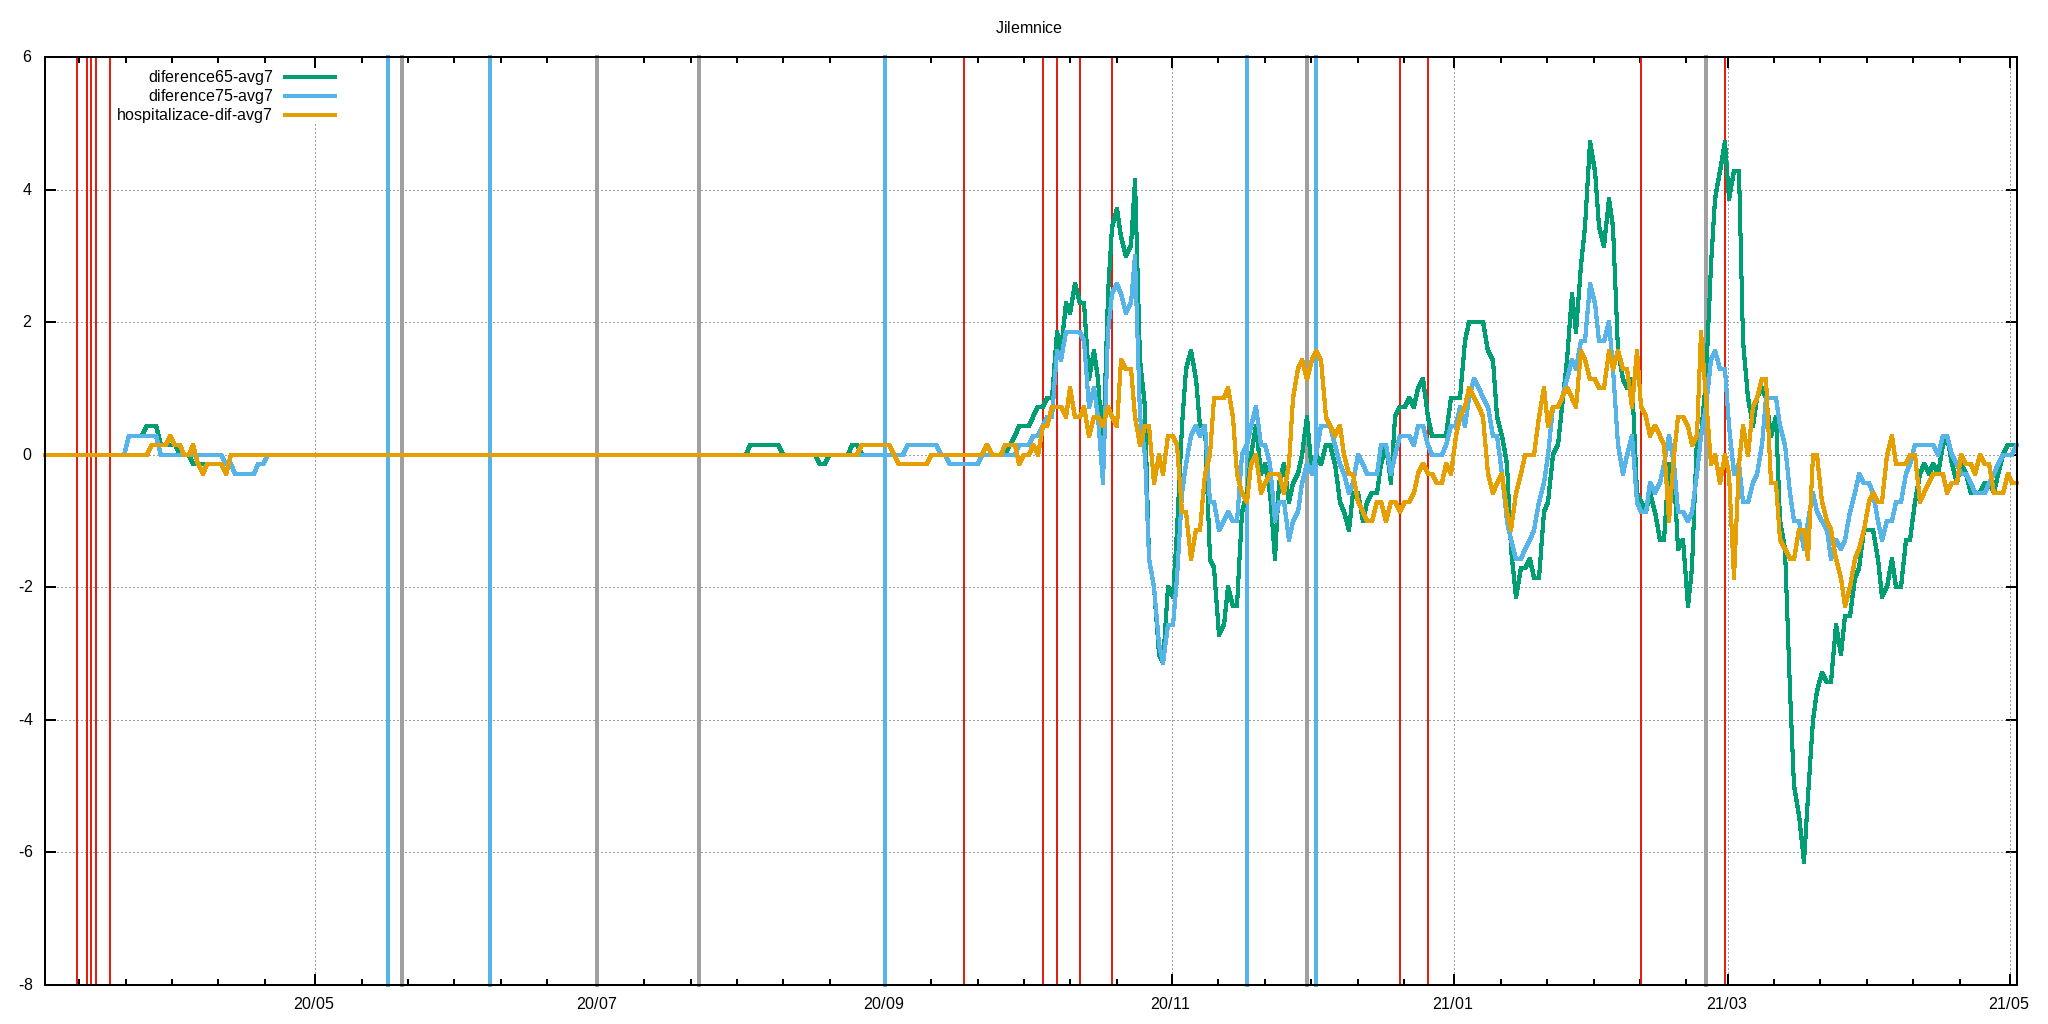 Jilemnice
6
diference65-avg7
diference75-avg7
hospitalizace-dif-avg7
4
2
0
-2
-4
-6
-8
20/05 20/07 20/09 20/11 21/01 21/03 21/05